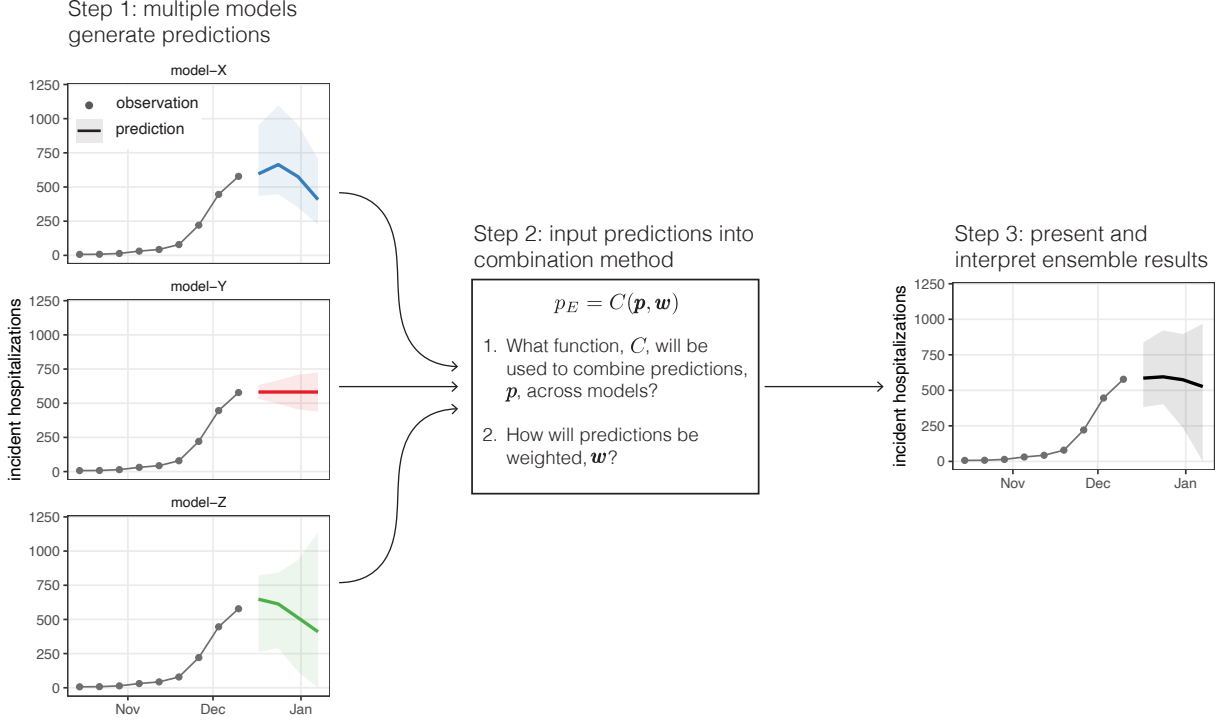 Step 1: multiple models
generate predictions
model-X
1250
1000
750
500
250
0
observation
prediction
model-Y
incident hospitalizations
1250
1000
750
500
250
0
model-Z
1250
1000
750
500
250
0
Nov Dec Jan
Step 2: input predictions into
combination method
p_E = C(p, w)
1. What function, C, will be
used to combine predictions,
p, across models?
2. How will predictions be
weighted, w?
Step 3: present and
interpret ensemble results
incident hospitalizations
1250
1000
750
500
250
0
Nov Dec Jan